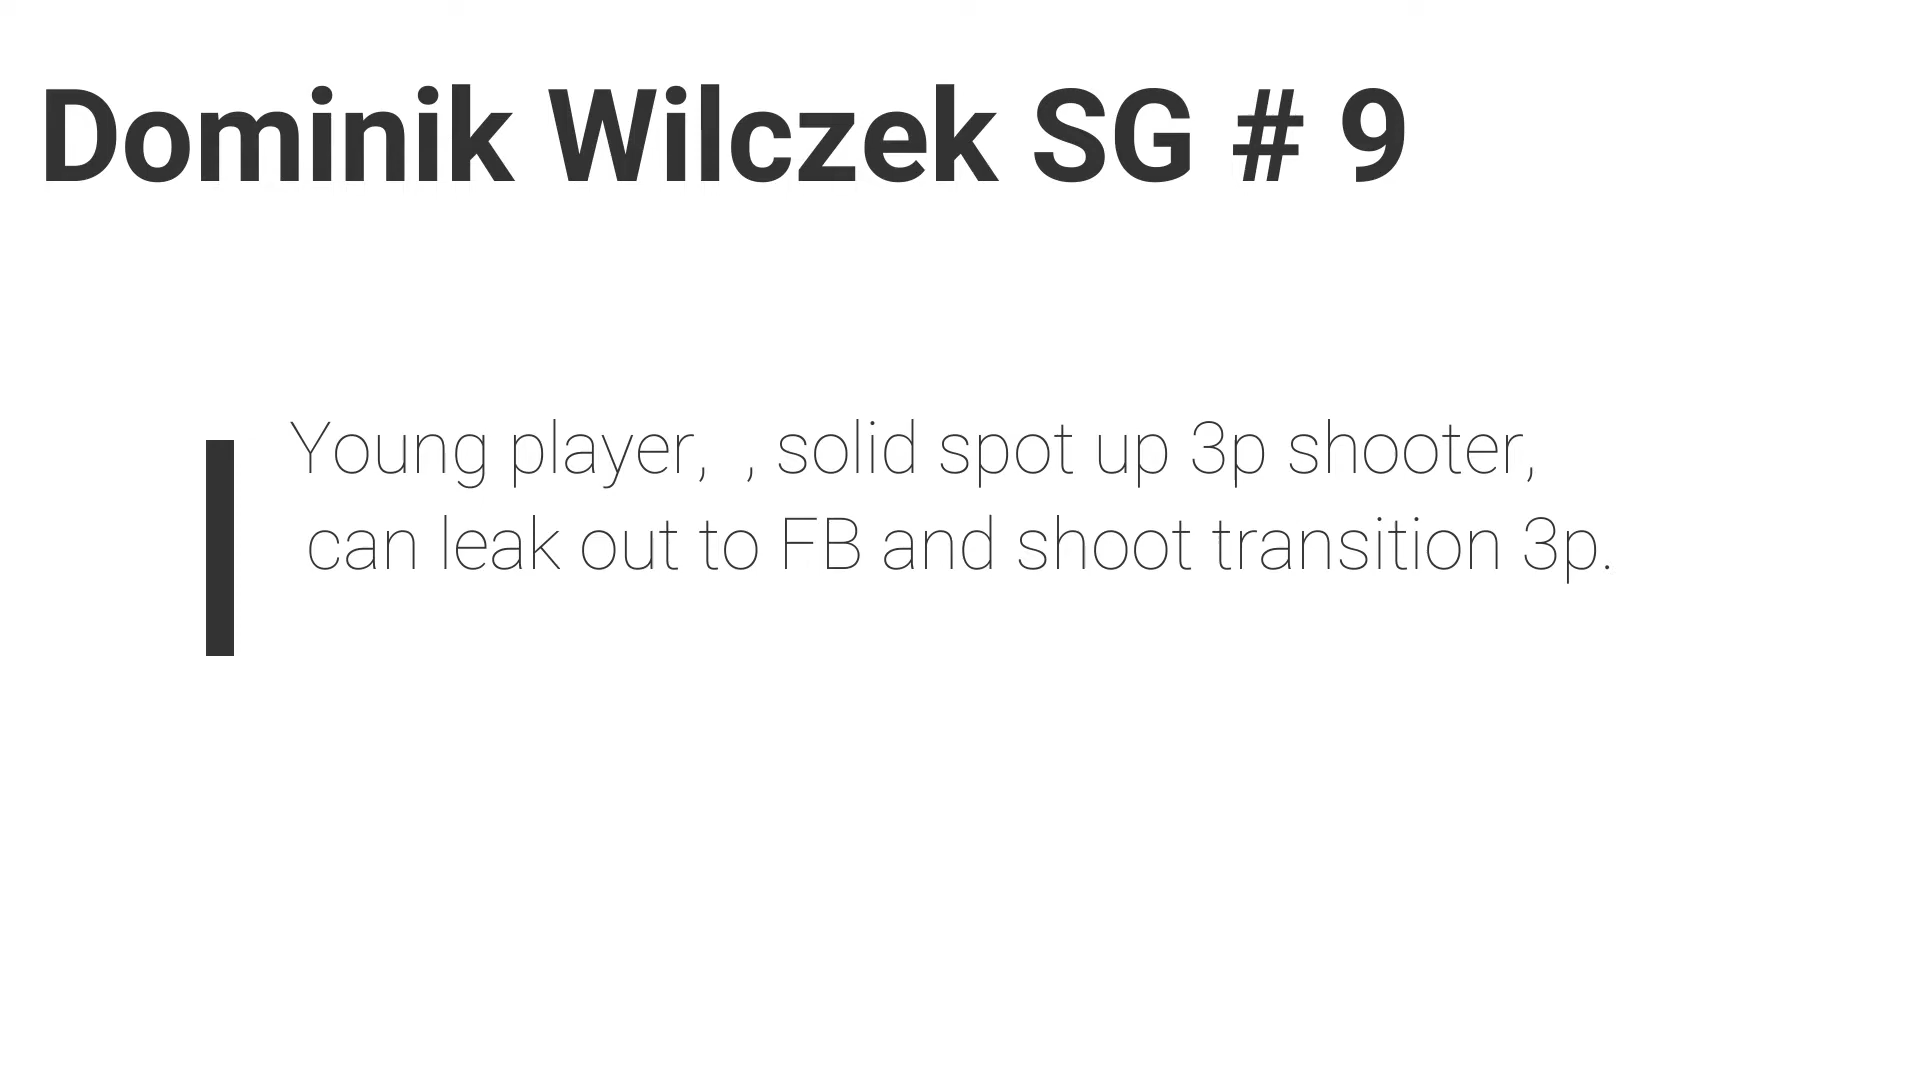 Dominik Wilczek SG # 9
Young player,  , solid spot up 3p shooter,
can leak out to FB and shoot transition 3p.